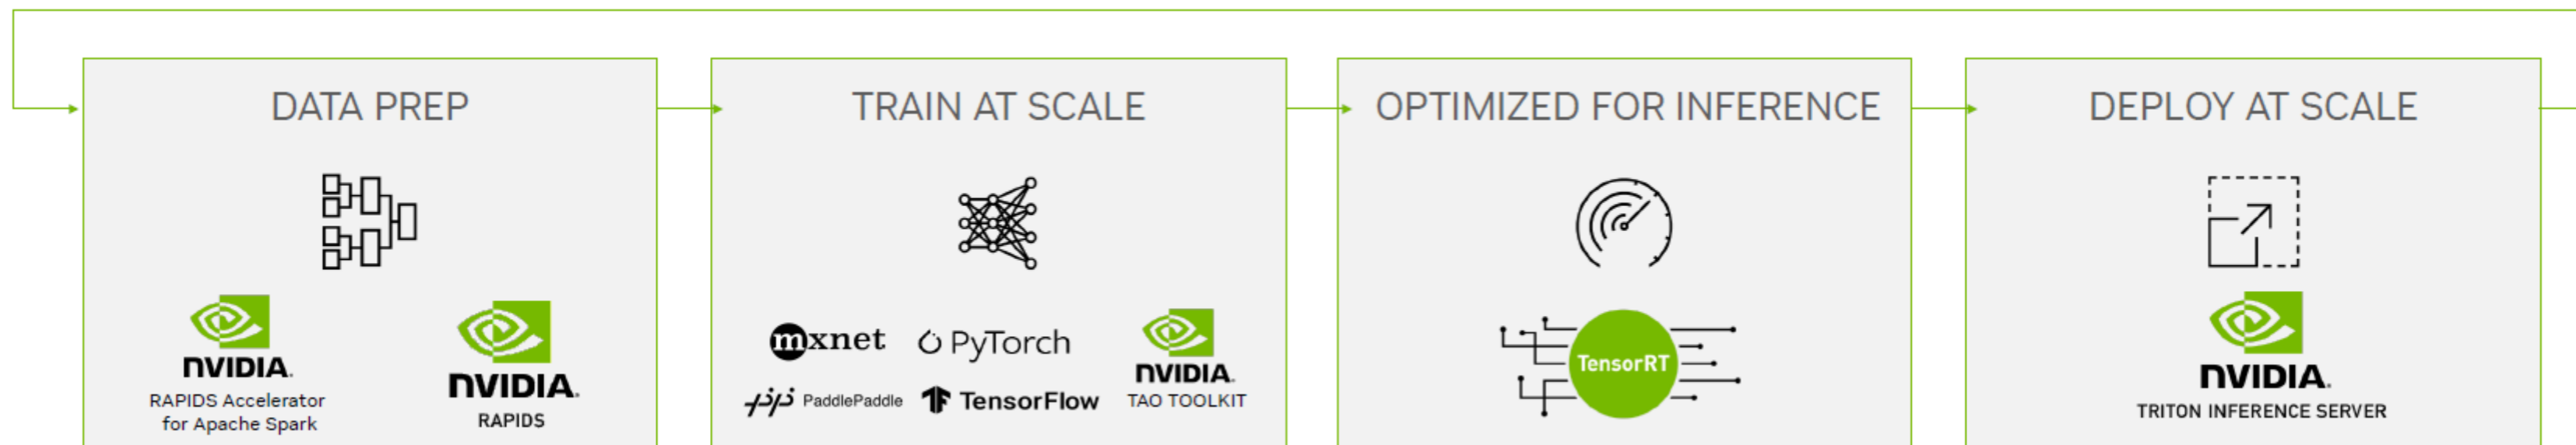 DATA PREP
NVIDIA.
RAPIDS Accelerator
for Apache Spark
NVIDIA.
RAPIDS
TRAIN AT SCALE
mxnet
PyTorch
PaddlePaddle
TensorFlow
NVIDIA.
TAO TOOLKIT
OPTIMIZED FOR INFERENCE
TensorRT
DEPLOY AT SCALE
NVIDIA.
TRITON INFERENCE SERVER